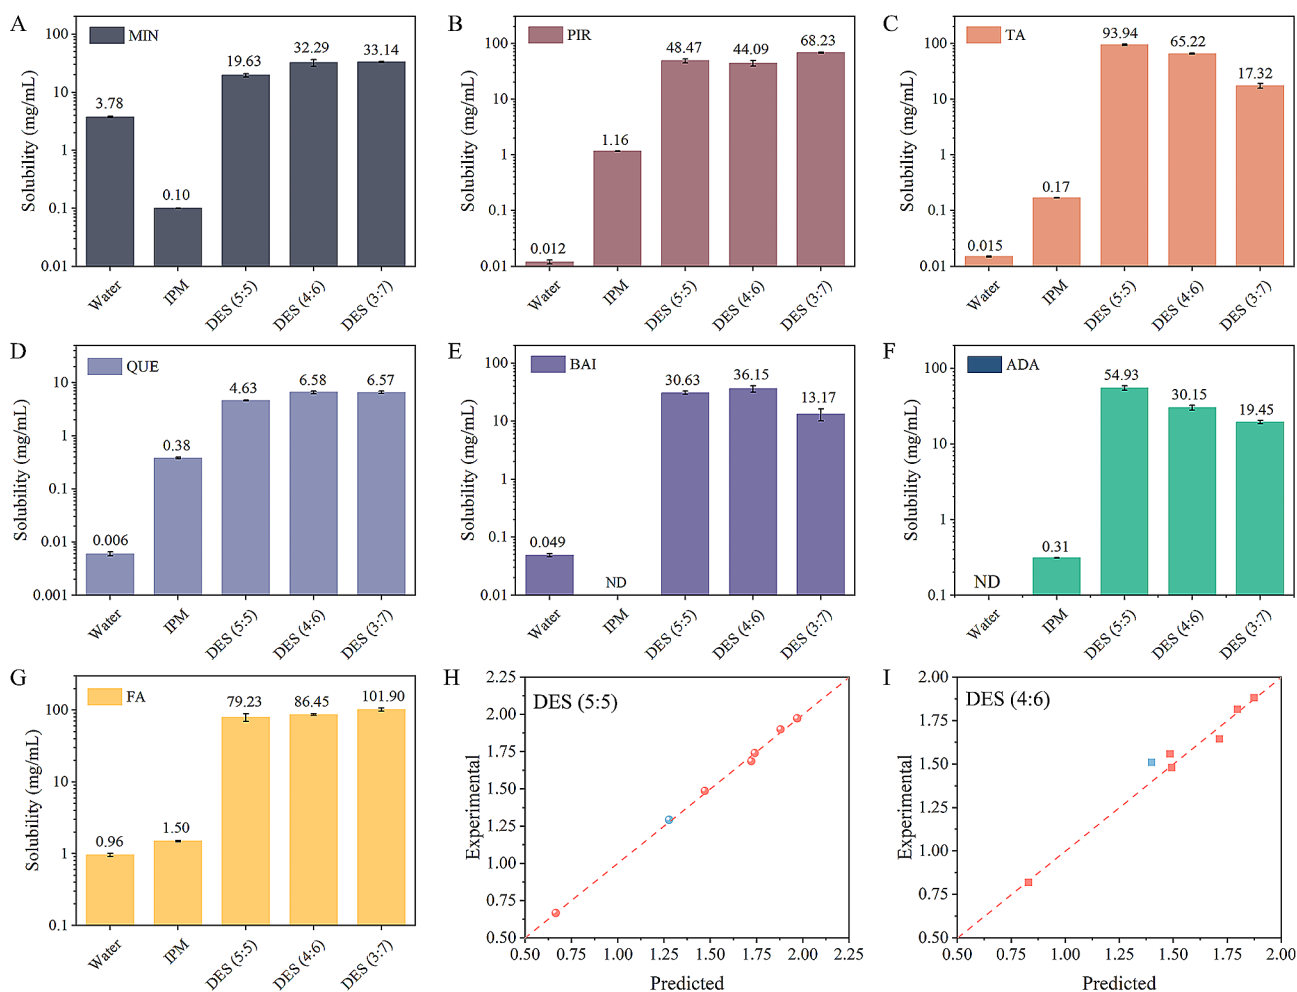 A
MIN
Solubility (mg/mL)
100
10
1
0.1
0.01
3.78
0.10
19.63
32.29
33.14
Water
IPM
DES (5:5)
DES (4:6)
DES (3:7)
B
PIR
Solubility (mg/mL)
100
10
1
0.1
0.01
0.012
1.16
48.47
44.09
68.23
Water
IPM
DES (5:5)
DES (4:6)
DES (3:7)
C
TA
Solubility (mg/mL)
100
10
1
0.1
0.01
0.015
0.17
93.94
65.22
17.32
Water
IPM
DES (5:5)
DES (4:6)
DES (3:7)
D
QUE
Solubility (mg/mL)
10
1
0.1
0.01
0.001
0.006
0.38
4.63
6.58
6.57
Water
IPM
DES (5:5)
DES (4:6)
DES (3:7)
E
BAI
Solubility (mg/mL)
100
10
1
0.1
0.01
0.049
ND
30.63
36.15
13.17
Water
IPM
DES (5:5)
DES (4:6)
DES (3:7)
F
ADA
Solubility (mg/mL)
100
10
1
0.1
ND
0.31
54.93
30.15
19.45
Water
IPM
DES (5:5)
DES (4:6)
DES (3:7)
G
FA
Solubility (mg/mL)
100
10
1
0.1
0.96
1.50
79.23
86.45
101.90
Water
IPM
DES (5:5)
DES (4:6)
DES (3:7)
H
DES (5:5)
Experimental
2.25
2.00
1.75
1.50
1.25
1.00
0.75
0.50
0.50 0.75 1.00 1.25 1.50 1.75 2.00 2.25
Predicted
I
DES (4:6)
Experimental
2.00
1.75
1.50
1.25
1.00
0.75
0.50
0.50 0.75 1.00 1.25 1.50 1.75 2.00
Predicted